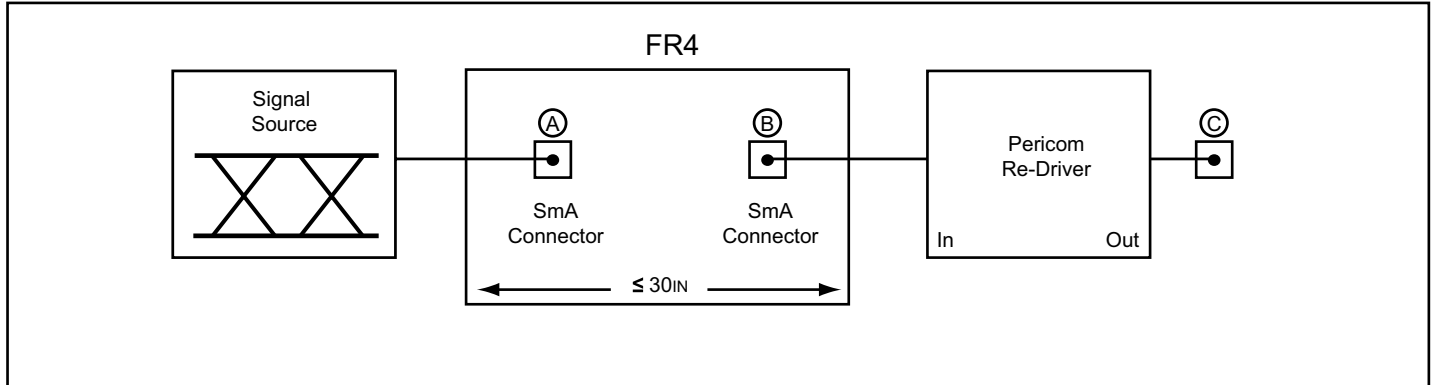 FR4
Signal
Source
A
B
C
Pericom
Re-Driver
SmA
Connector
SmA
Connector
In
Out
≤ 30IN